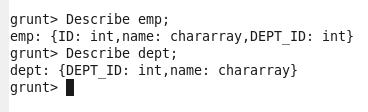 grunt> Describe emp;
emp: {ID: int,name: chararray,DEPT_ID: int}
grunt> Describe dept;
dept: {DEPT_ID: int,name: chararray}
grunt>